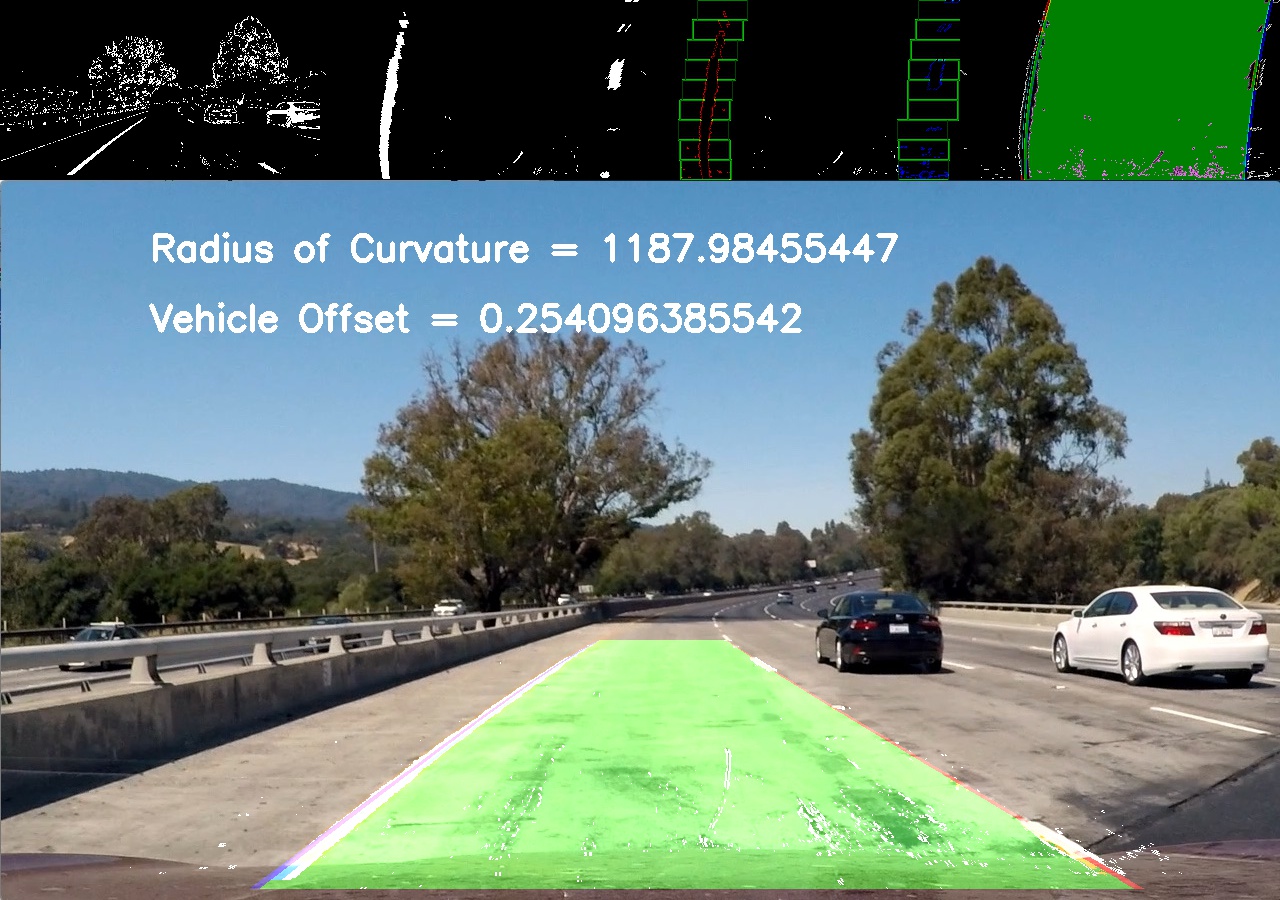 Radius of Curvature = 1187.98455447
Vehicle Offset = 0.254096385542